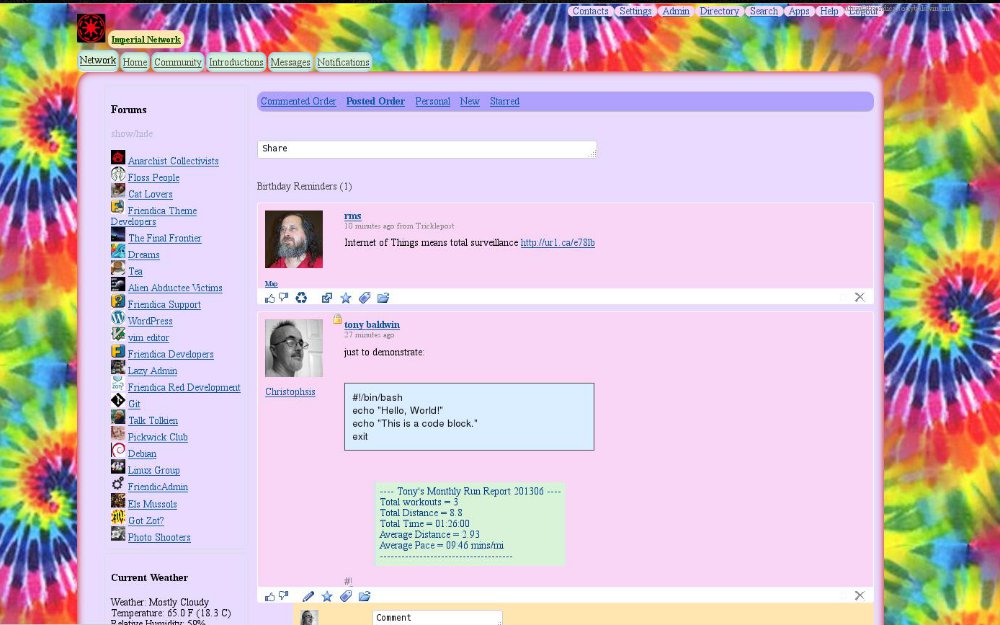 Contacts Settings Admin Directory Search Apps Help Logout
Imperial Network
Network Home Community Introductions Messages Notifications
Forums
show/hide
Anarchist Collectivists
Floss People
Cat Lovers
Friendica Theme
Developers
The Final Frontier
Dreams
Tea
Alien Abductee Victims
Friendica Support
WordPress
vim editor
Friendica Developers
Lazy Admin
Friendica Red Development
Git
Talk Tolkien
Pickwick Club
Debian
Linux Group
FriendicAdmin
Els Mussols
Got Zot?
Photo Shooters
Current Weather
Weather: Mostly Cloudy
Temperature: 65.0 F (18.3 C)
Relative Humidity: 59%
Commented Order Posted Order Personal New Starred
Share
Birthday Reminders (1)
rms
18 minutes ago from Tricklepost
Internet of Things means total surveillance http://ur1.ca/e78lb
Mio
tony baldwin
27 minutes ago
just to demonstrate:
Christophsis
#!/bin/bash
echo "Hello, World!"
echo "This is a code block."
exit
---- Tony's Monthly Run Report 201306 ----
Total workouts = 3
Total Distance = 8.8
Total Time = 01:26:00
Average Distance = 2.93
Average Pace = 09:46 mins/mi
------------------------------------
#!
Comment